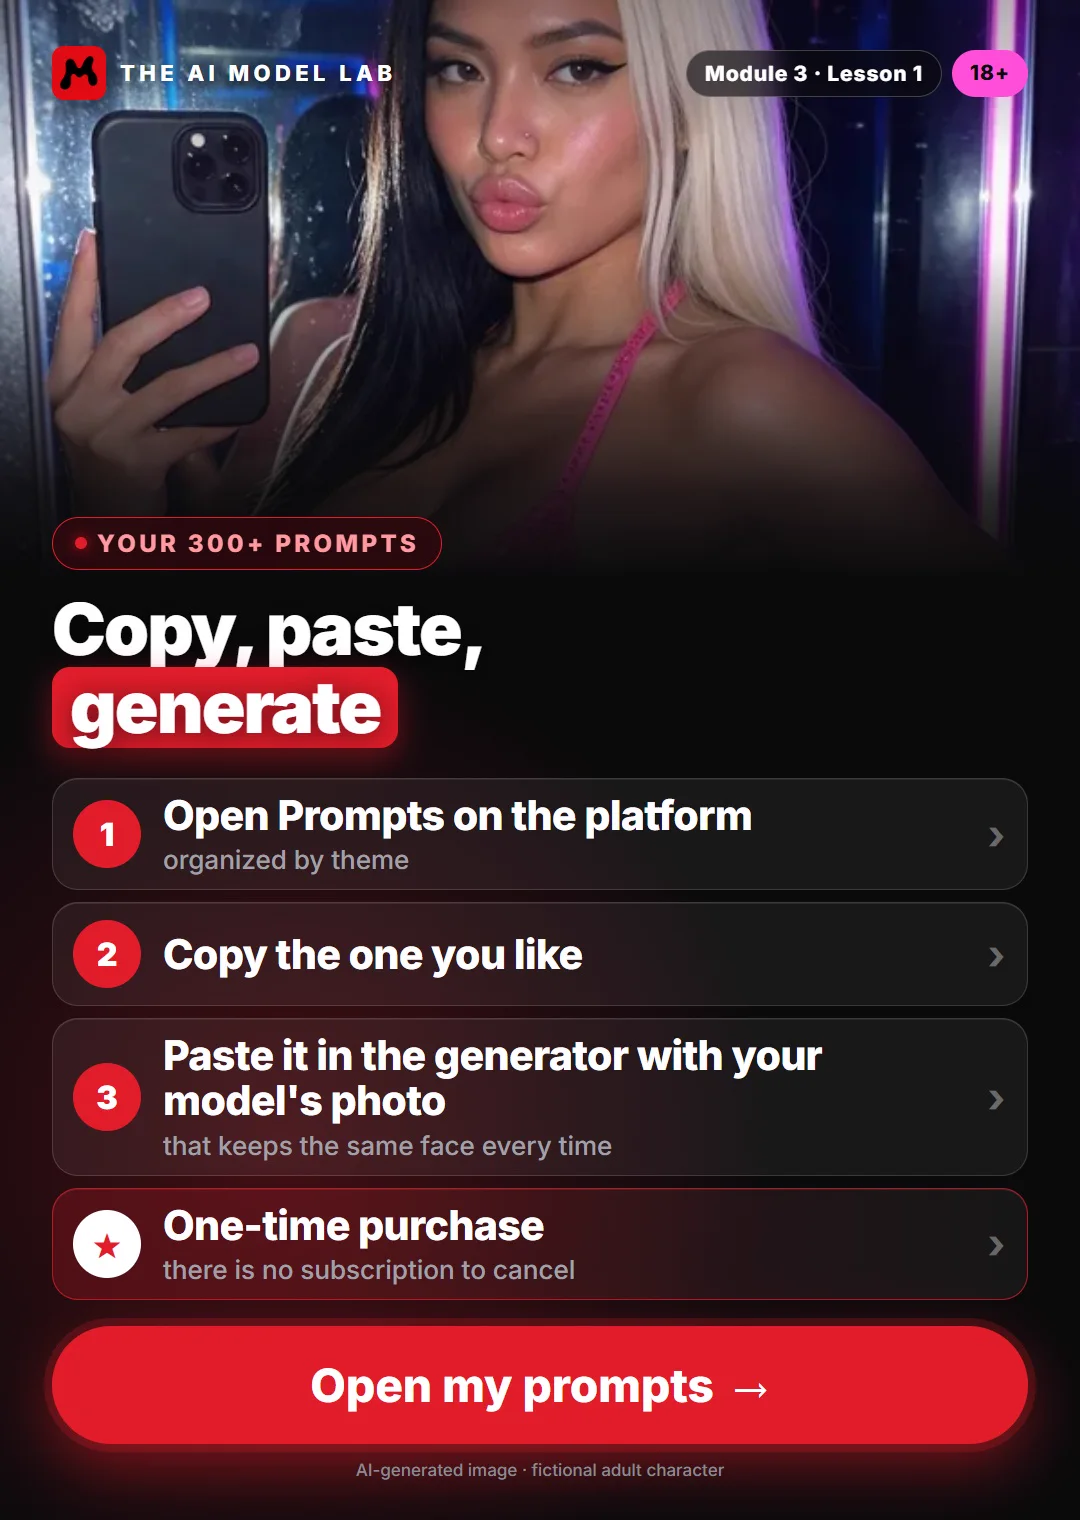 THE AI MODEL LAB
Module 3 · Lesson 1
18+
YOUR 300+ PROMPTS
Copy, paste,
generate
1
Open Prompts on the platform
organized by theme
2
Copy the one you like
3
Paste it in the generator with your
model's photo
that keeps the same face every time
One-time purchase
there is no subscription to cancel
Open my prompts →
AI-generated image · fictional adult character